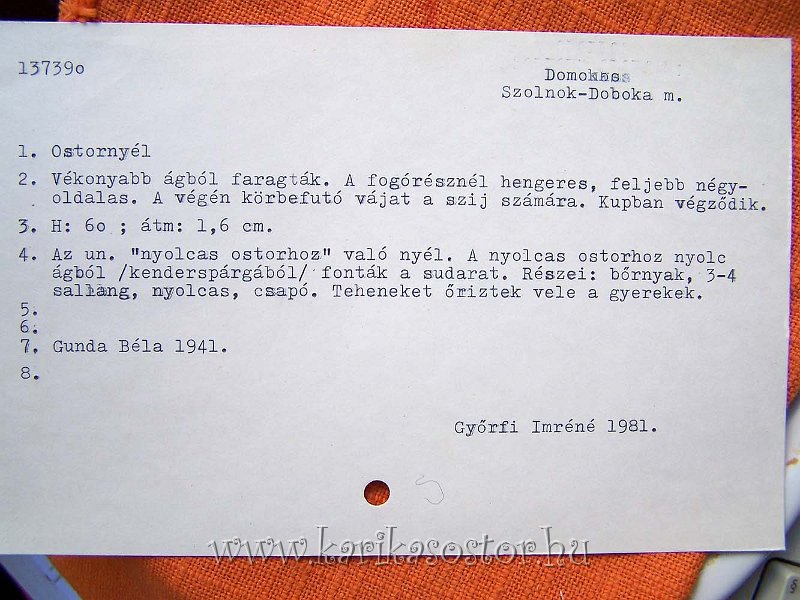 137390
Domokos
Szolnok-Doboka m.
1. Ostornyél
2. Vékonyabb ágból faragták. A fogórésznél hengeres, feljebb négy-
oldalas. A végén körbefutó vájat a szij számára. Kupban végződik.
3. H: 6o ; átm: 1,6 cm.
4. Az un. "nyolcas ostorhoz" való nyél. A nyolcas ostorhoz nyolc
ágból /kenderspárgából/ fonták a sudarat. Részei: bőrnyak, 3-4
sallang, nyolcas, csapó. Teheneket őriztek vele a gyerekek.
5.
6.
7. Gunda Béla 1941.
8.
Győrfi Imréné 1981.
www.karikasostor.hu